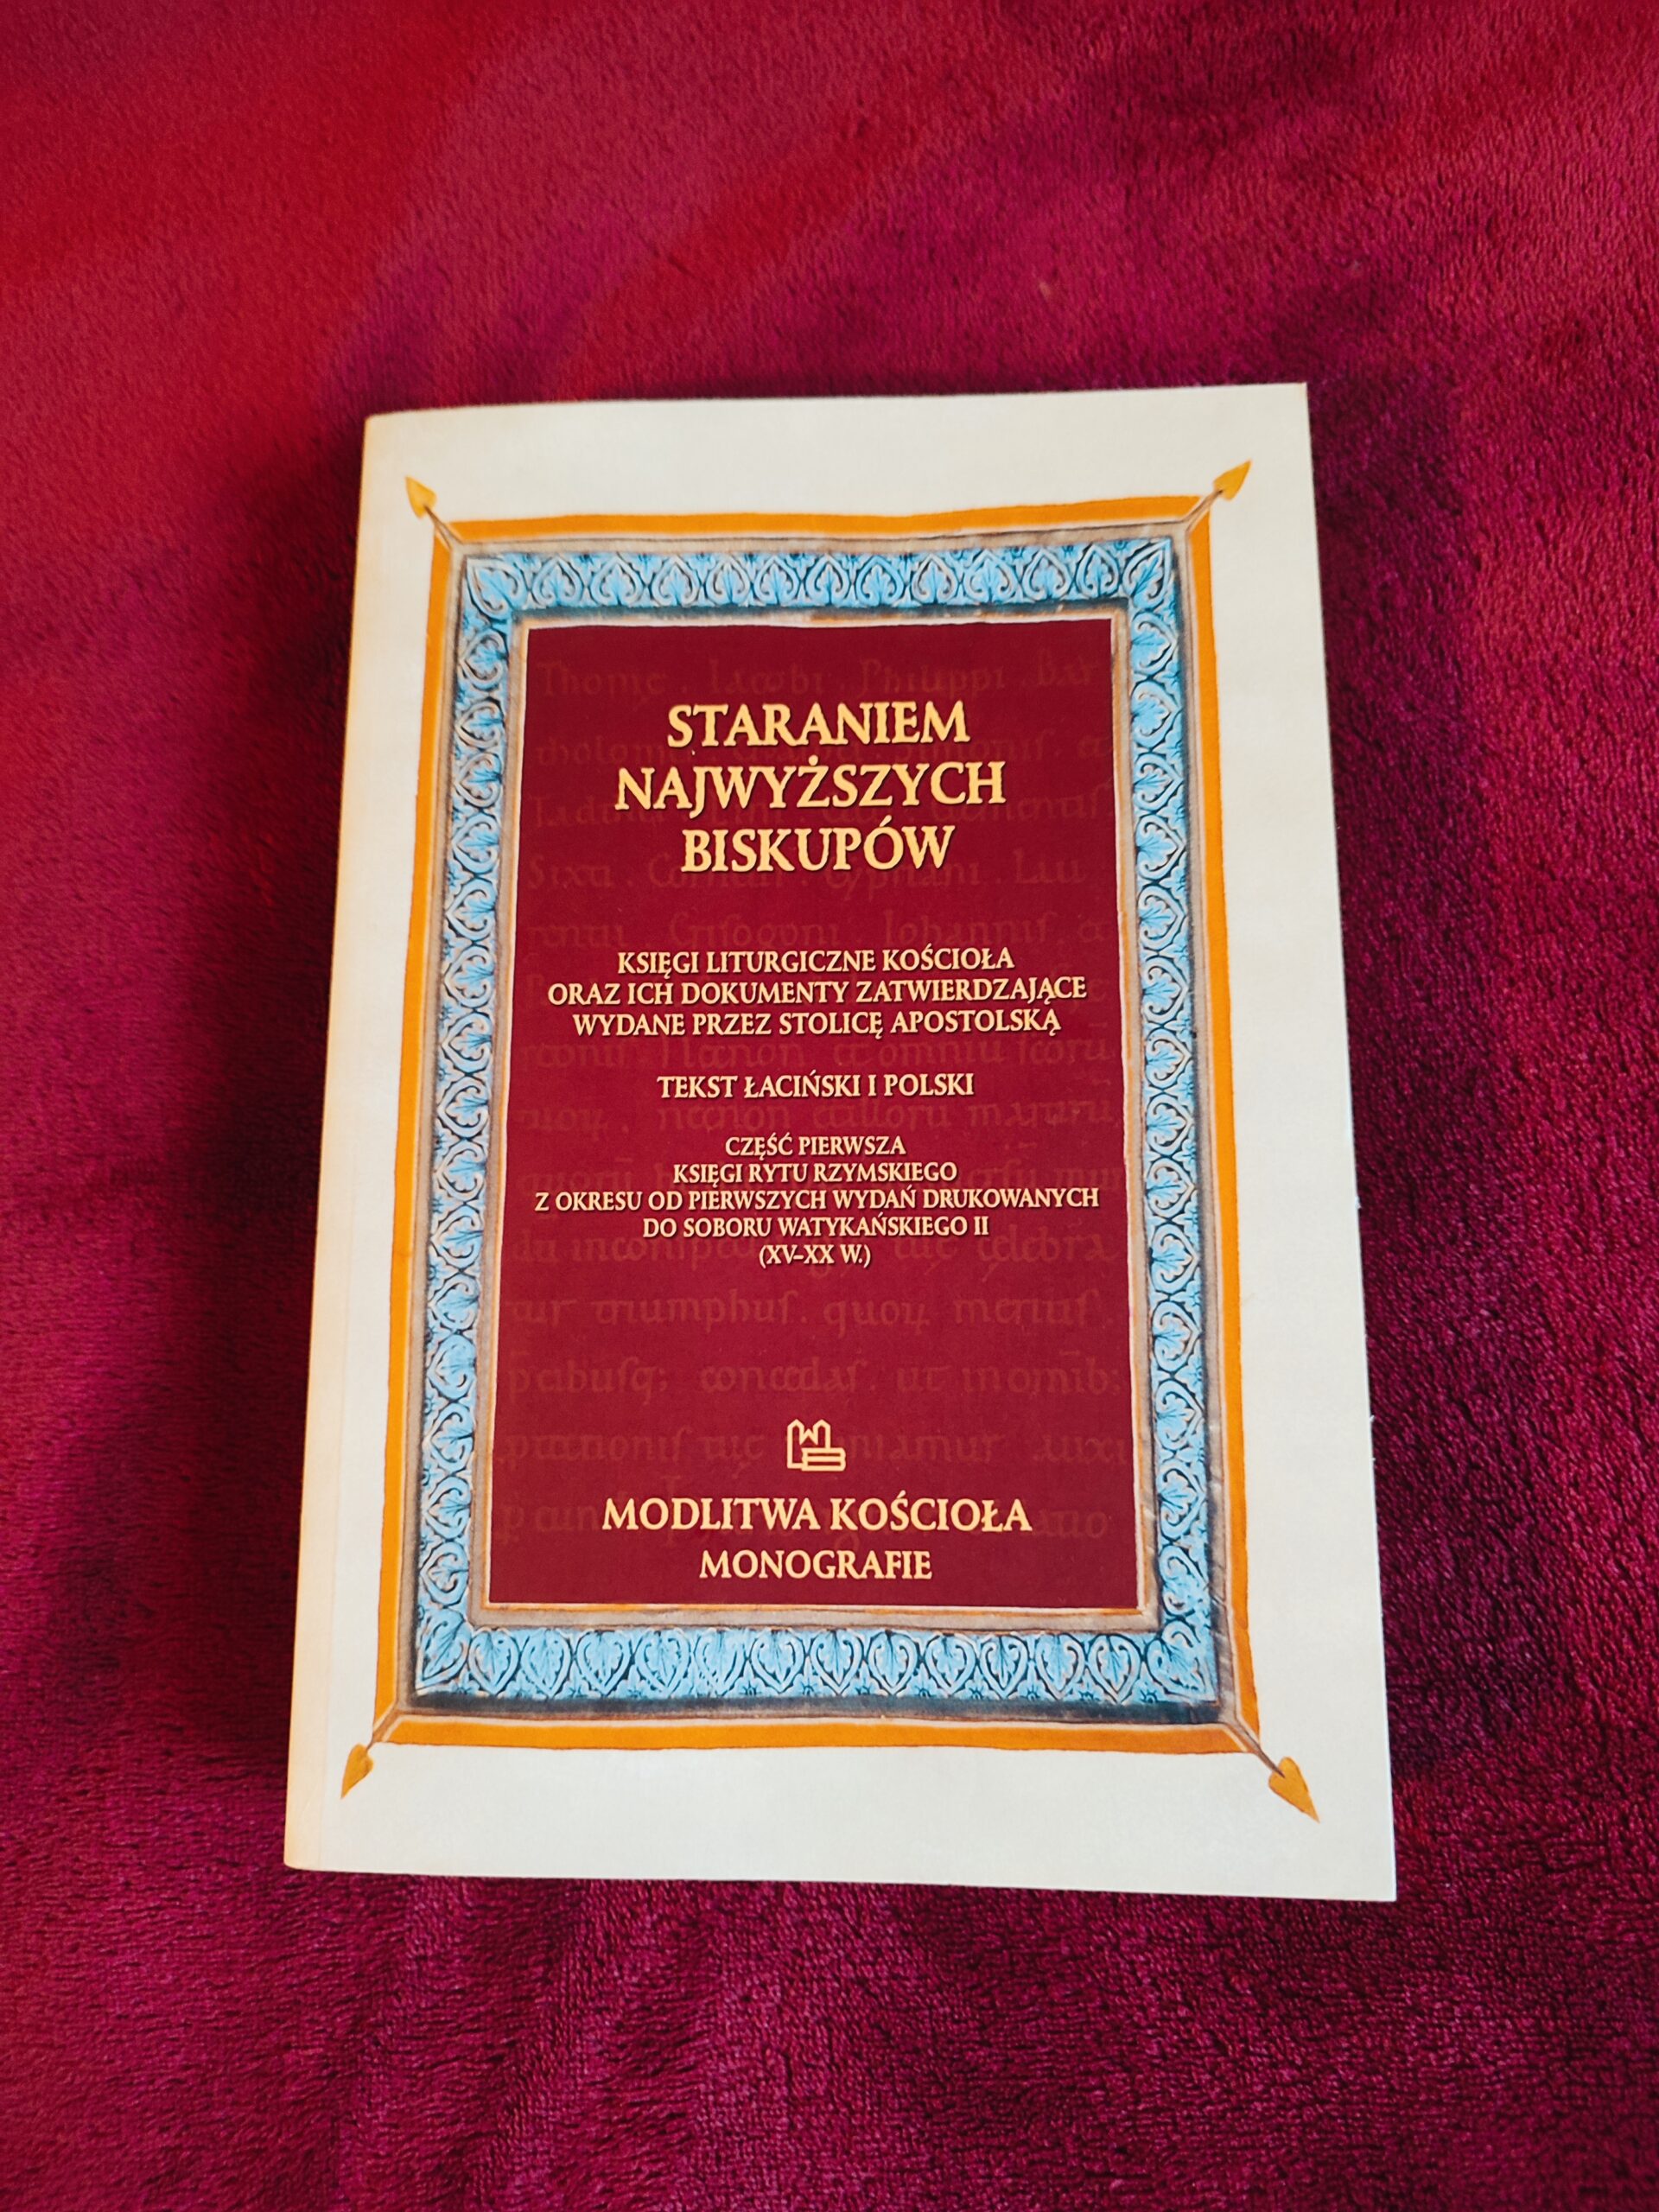 STARANIEM
NAJWYŻSZYCH
BISKUPÓW
KSIĘGI LITURGICZNE KOŚCIOŁA
ORAZ ICH DOKUMENTY ZATWIERDZAJĄCE
WYDANE PRZEZ STOLICĘ APOSTOLSKĄ
TEKST ŁACIŃSKI I POLSKI
CZĘŚĆ PIERWSZA
KSIĘGI RYTU RZYMSKIEGO
Z OKRESU OD PIERWSZYCH WYDAŃ DRUKOWANYCH
DO SOBORU WATYKAŃSKIEGO II
(XV–XX W.)
MODLITWA KOŚCIOŁA
MONOGRAFIE